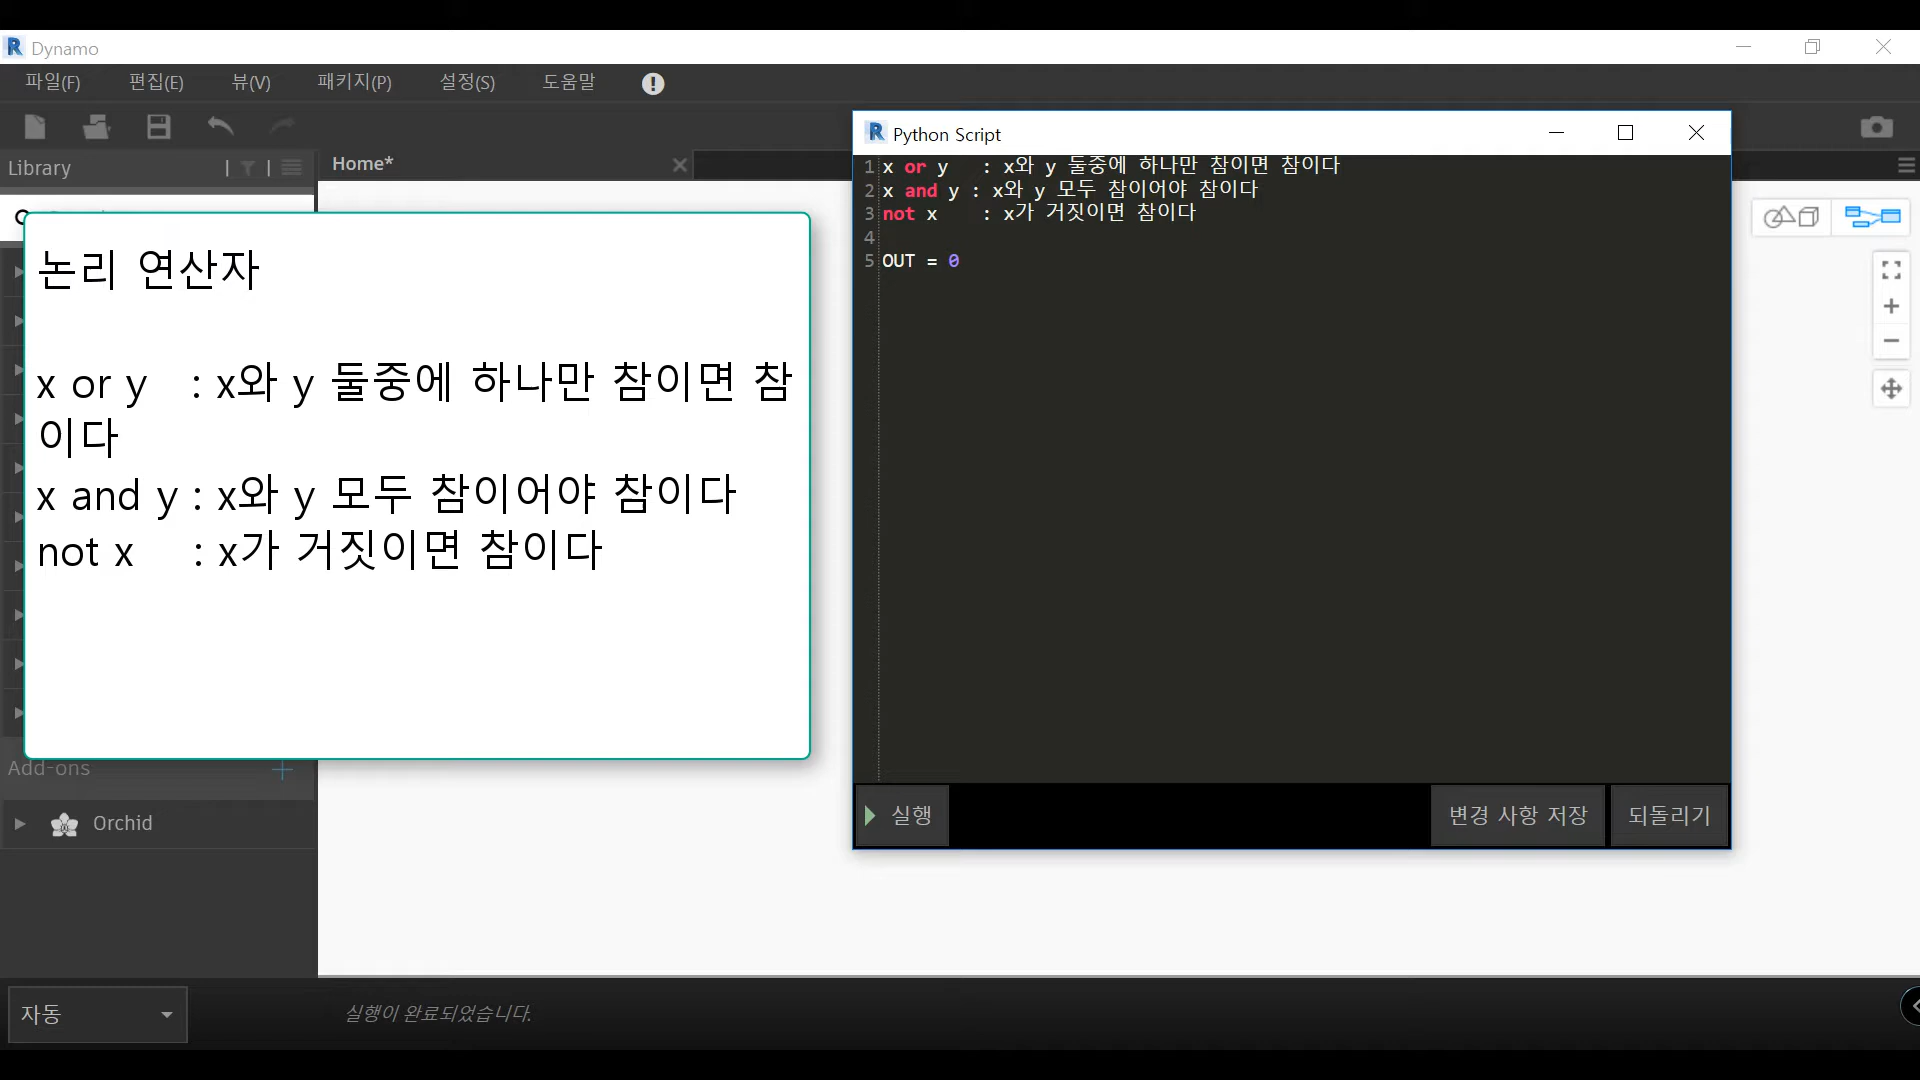 Dynamo
파일(F) 편집(E) 뷰(V) 패키지(P) 설정(S) 도움말
Library
Home*
논리 연산자
x or y : x와 y 둘중에 하나만 참이면 참
이다
x and y : x와 y 모두 참이어야 참이다
not x : x가 거짓이면 참이다
Add-ons
Orchid
Python Script
1 x or y : x와 y 둘중에 하나만 참이면 참이다
2 x and y : x와 y 모두 참이어야 참이다
3 not x : x가 거짓이면 참이다
4
5 OUT = 0
실행 변경 사항 저장 되돌리기
자동 실행이 완료되었습니다.